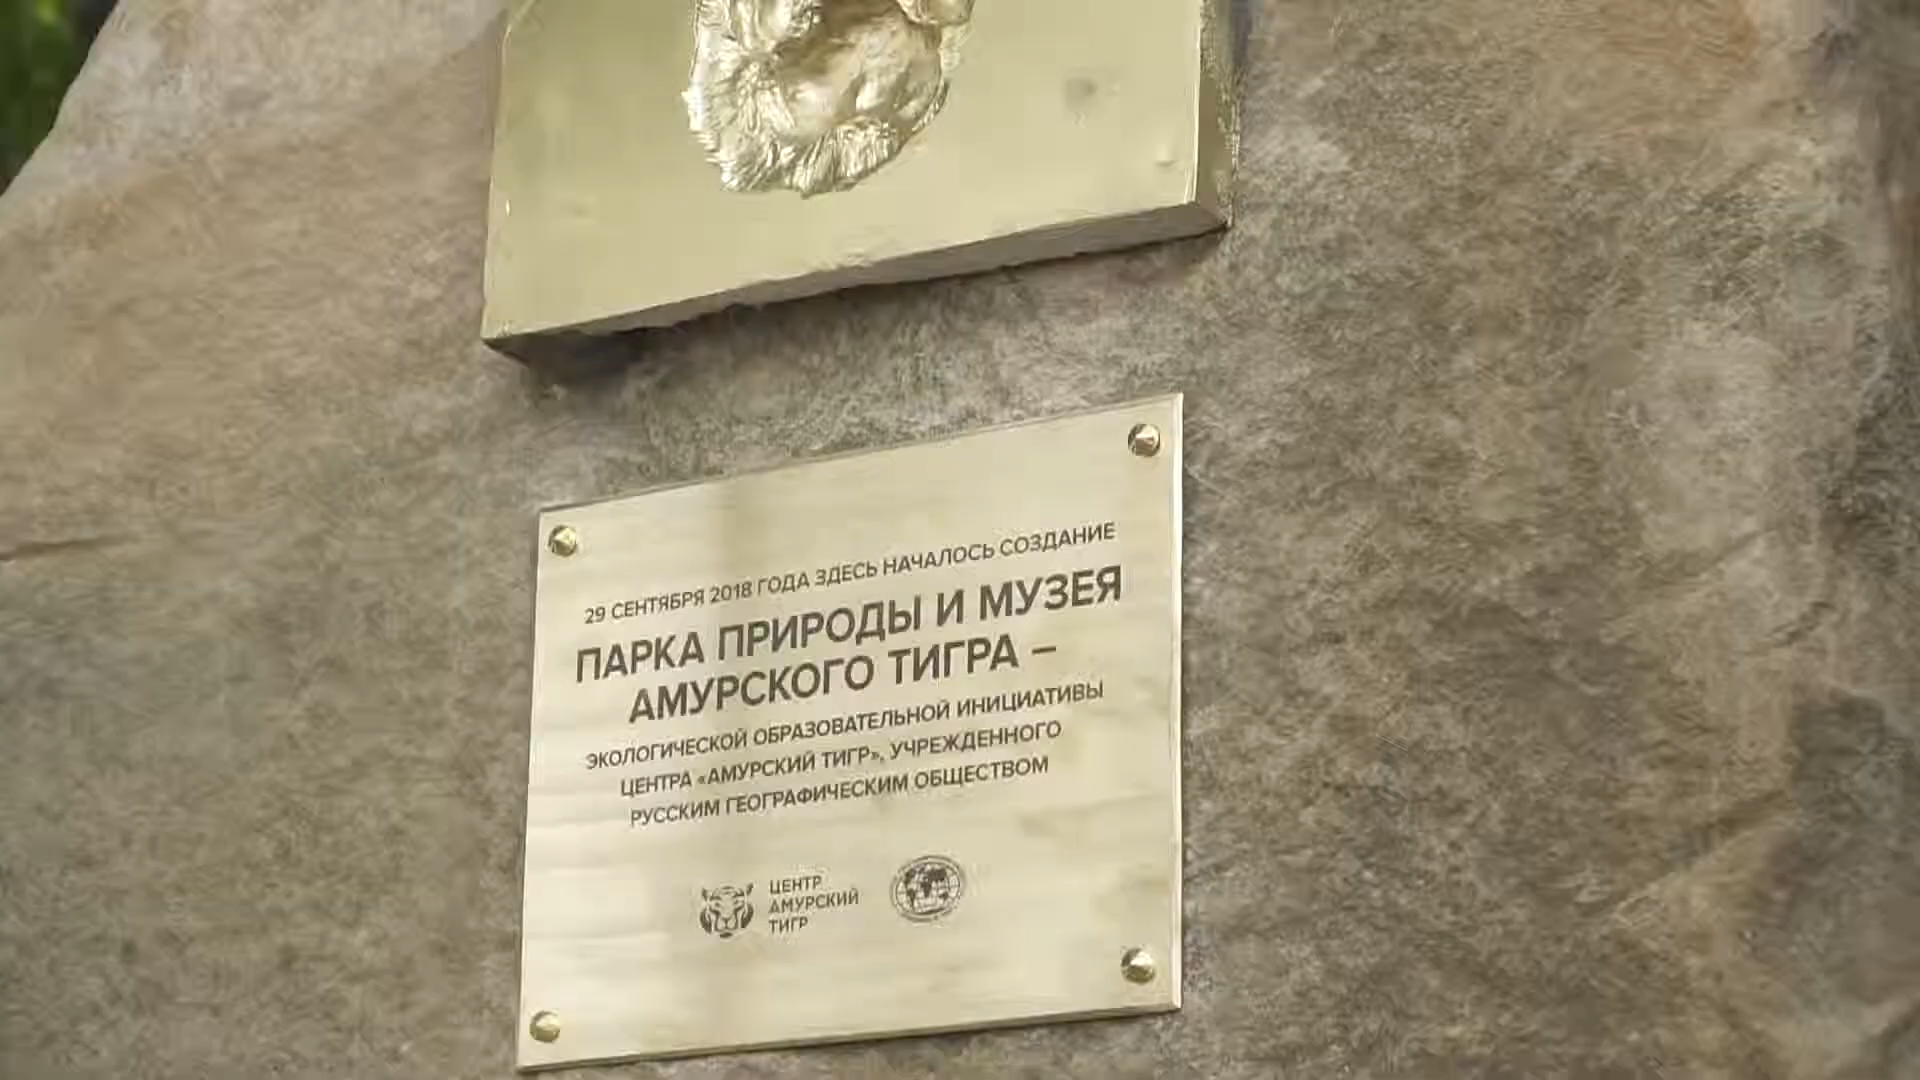 29 СЕНТЯБРЯ 2018 ГОДА ЗДЕСЬ НАЧАЛОСЬ СОЗДАНИЕ
ПАРКА ПРИРОДЫ И МУЗЕЯ
АМУРСКОГО ТИГРА –
ЭКОЛОГИЧЕСКОЙ ОБРАЗОВАТЕЛЬНОЙ ИНИЦИАТИВЫ
ЦЕНТРА «АМУРСКИЙ ТИГР», УЧРЕЖДЕННОГО
РУССКИМ ГЕОГРАФИЧЕСКИМ ОБЩЕСТВОМ
ЦЕНТР
АМУРСКИЙ
ТИГР